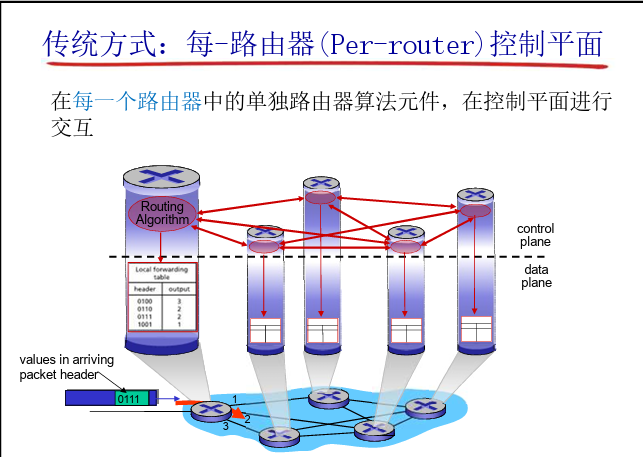 传统方式：每-路由器(Per-router)控制平面
在每一个路由器中的单独路由器算法元件，在控制平面进行
交互
Routing
Algorithm
control
plane
data
plane
Local forwarding
table
header output
0100 3
0110 2
0111 2
1001 1
values in arriving
packet header
0111
1
2
3